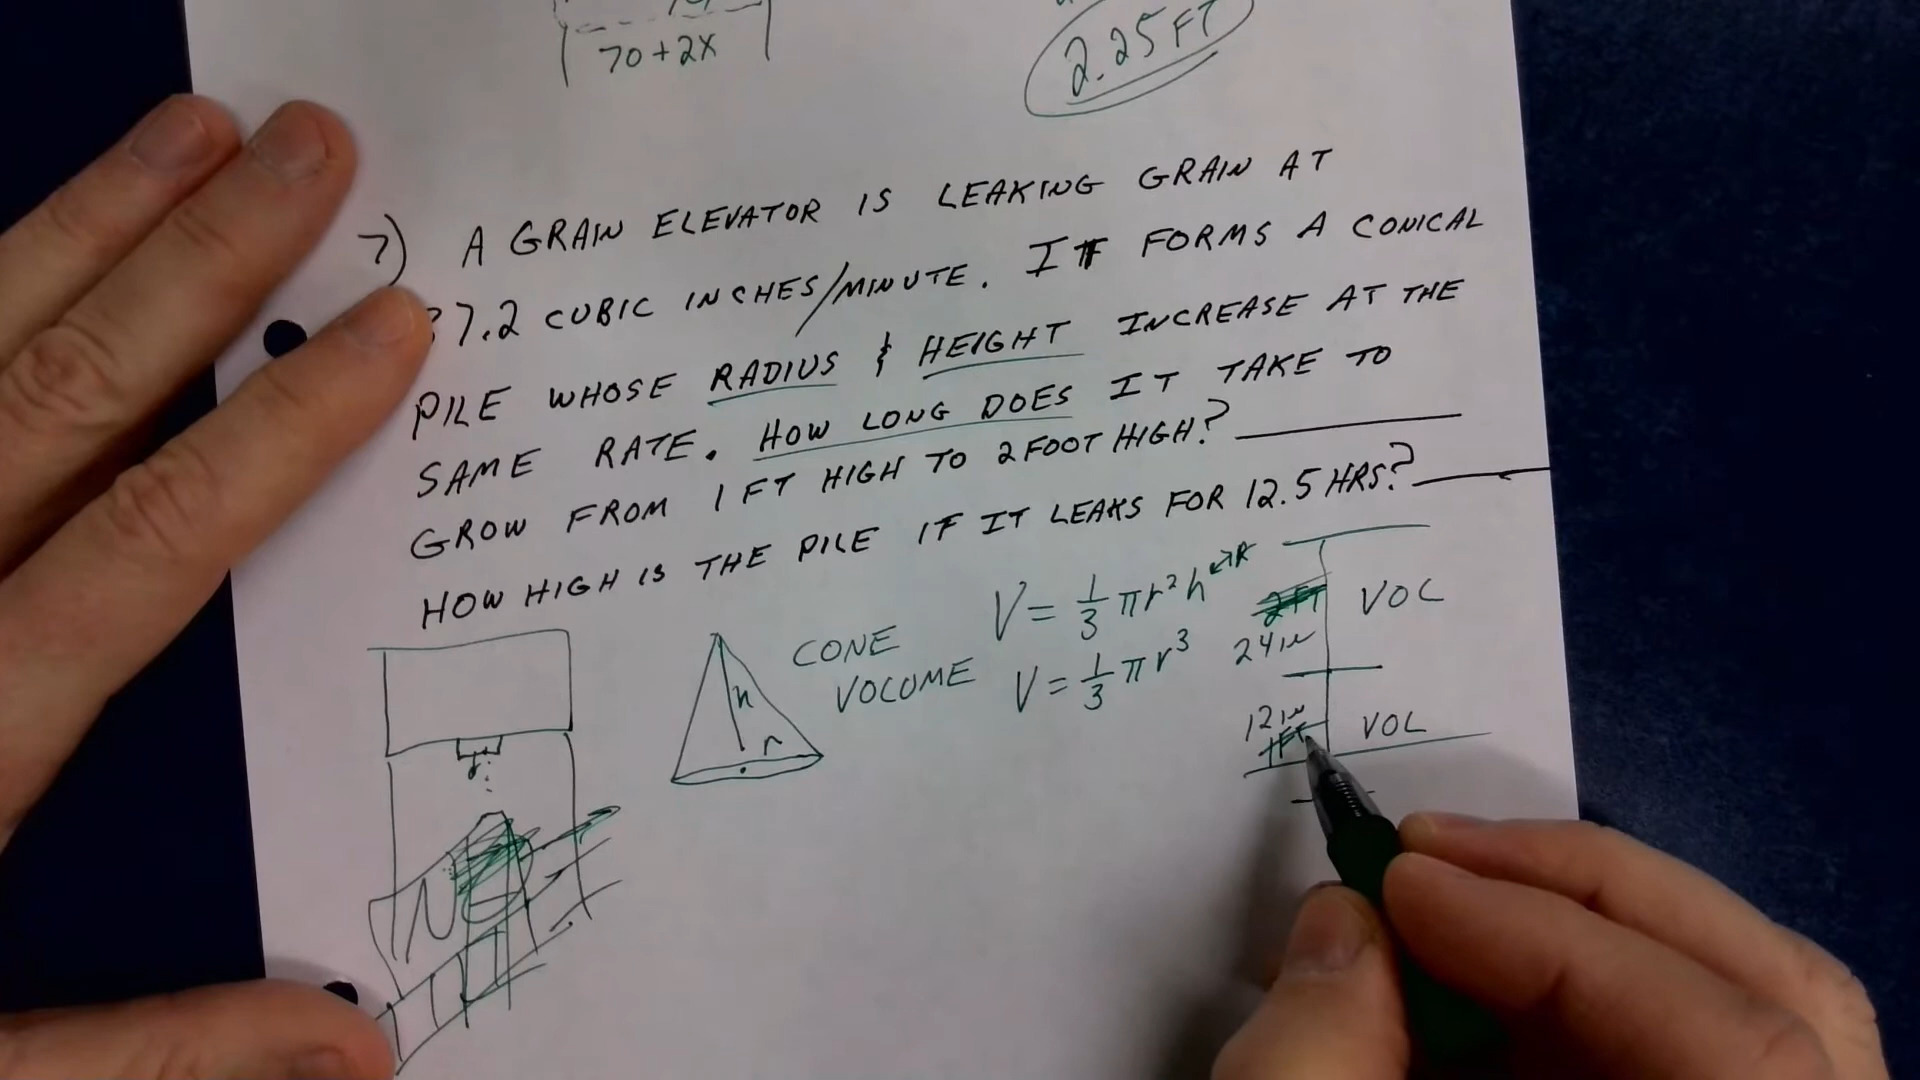 70+2X
2.25 FT
7) A GRAIN ELEVATOR IS LEAKING GRAIN AT
37.2 CUBIC INCHES/MINUTE. IT FORMS A CONICAL
PILE WHOSE RADIUS & HEIGHT INCREASE AT THE
SAME RATE. HOW LONG DOES IT TAKE TO
GROW FROM 1 FT HIGH TO 2 FOOT HIGH?
HOW HIGH IS THE PILE IF IT LEAKS FOR 12.5 HRS?
CONE
VOLUME
h
r
V = 1/3 πr²h ↔R
V = 1/3 πr³
2FT
24in
VOL
12in
1FT
VOL